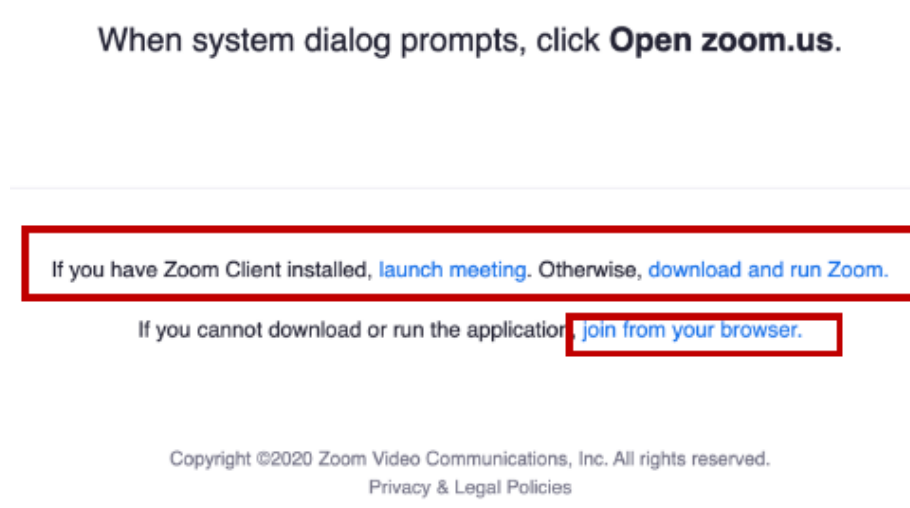 When system dialog prompts, click Open zoom.us.
If you have Zoom Client installed, launch meeting. Otherwise, download and run Zoom.
If you cannot download or run the application, join from your browser.
Copyright ©2020 Zoom Video Communications, Inc. All rights reserved.
Privacy & Legal Policies